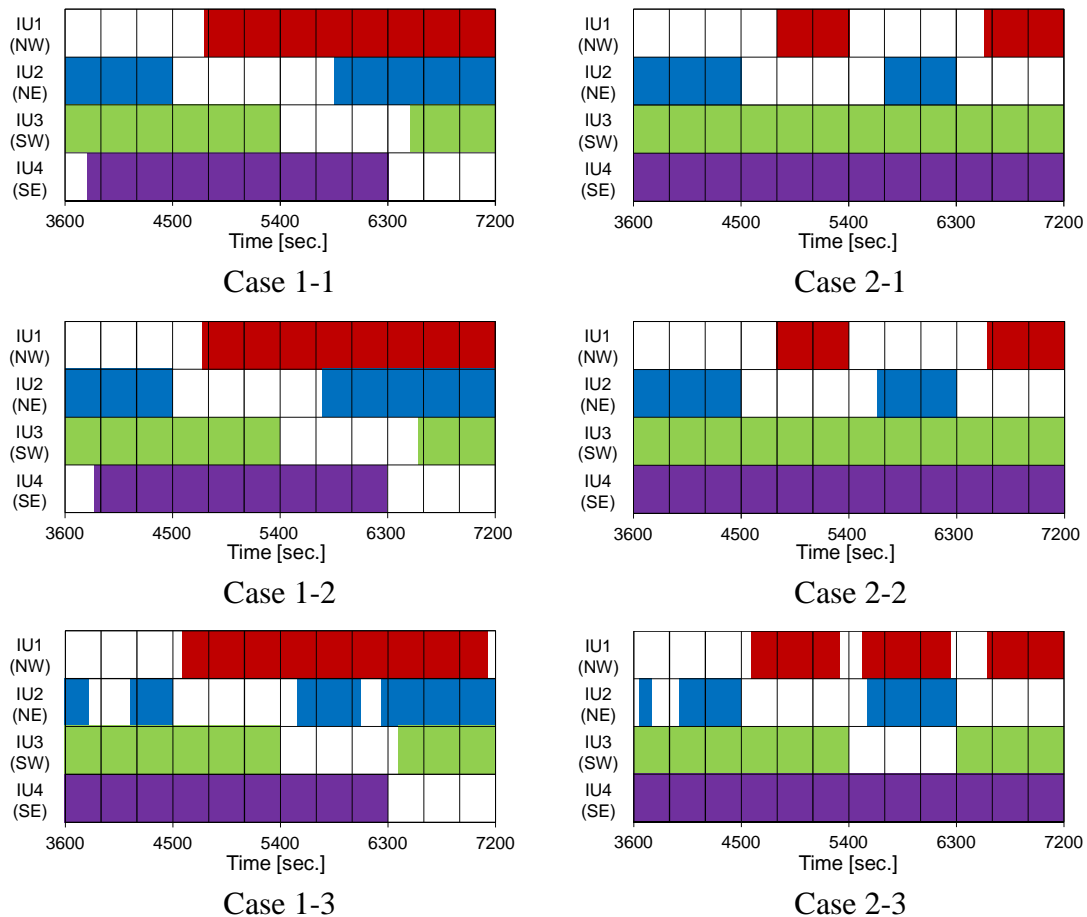 IU1
(NW)
IU2
(NE)
IU3
(SW)
IU4
(SE)
3600 4500 5400 6300 7200
Time [sec.]
Case 1-1
IU1
(NW)
IU2
(NE)
IU3
(SW)
IU4
(SE)
3600 4500 5400 6300 7200
Time [sec.]
Case 2-1
IU1
(NW)
IU2
(NE)
IU3
(SW)
IU4
(SE)
3600 4500 5400 6300 7200
Time [sec.]
Case 1-2
IU1
(NW)
IU2
(NE)
IU3
(SW)
IU4
(SE)
3600 4500 5400 6300 7200
Time [sec.]
Case 2-2
IU1
(NW)
IU2
(NE)
IU3
(SW)
IU4
(SE)
3600 4500 5400 6300 7200
Time [sec.]
Case 1-3
IU1
(NW)
IU2
(NE)
IU3
(SW)
IU4
(SE)
3600 4500 5400 6300 7200
Time [sec.]
Case 2-3